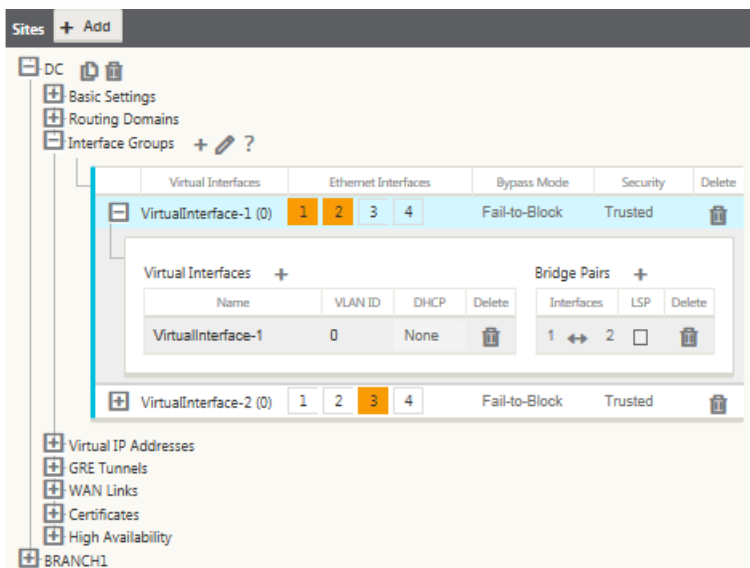 Sites + Add
DC
Basic Settings
Routing Domains
Interface Groups + ?
Virtual Interfaces Ethernet Interfaces Bypass Mode Security Delete
VirtualInterface-1 (0) 1 2 3 4 Fail-to-Block Trusted
Virtual Interfaces + Bridge Pairs +
Name VLAN ID DHCP Delete Interfaces LSP Delete
VirtualInterface-1 0 None 1 ↔ 2
VirtualInterface-2 (0) 1 2 3 4 Fail-to-Block Trusted
Virtual IP Addresses
GRE Tunnels
WAN Links
Certificates
High Availability
BRANCH1